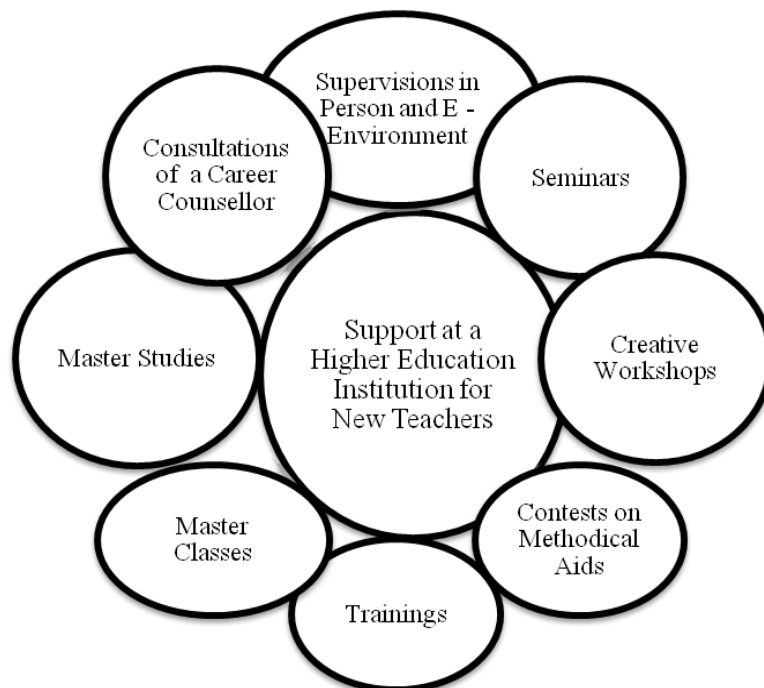 Supervisions in
Person and E -
Environment
Consultations
of a Career
Counsellor
Seminars
Support at a
Higher Education
Institution for
New Teachers
Master Studies
Creative
Workshops
Master
Classes
Contests on
Methodical
Aids
Trainings